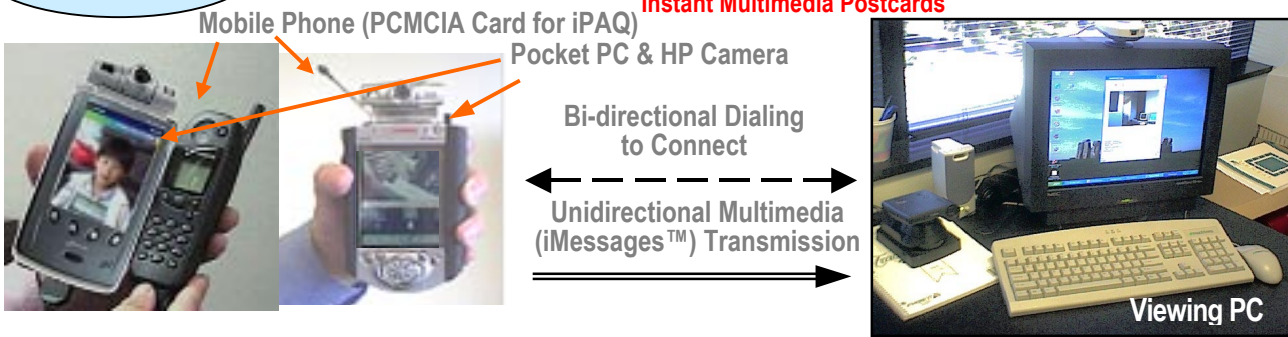 Instant Multimedia Postcards
Mobile Phone (PCMCIA Card for iPAQ)
Pocket PC & HP Camera
Bi-directional Dialing
to Connect
Unidirectional Multimedia
(iMessages™) Transmission
Viewing PC